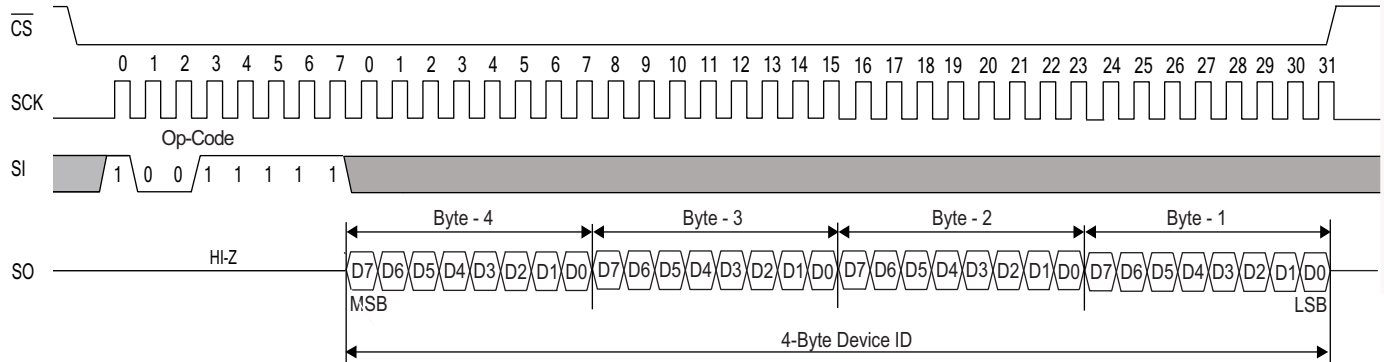 CS
0 1 2 3 4 5 6 7 0 1 2 3 4 5 6 7 8 9 10 11 12 13 14 15 16 17 18 19 20 21 22 23 24 25 26 27 28 29 30 31
SCK
Op-Code
SI 1 0 0 1 1 1 1 1
Byte - 4 Byte - 3 Byte - 2 Byte - 1
SO HI-Z D7 D6 D5 D4 D3 D2 D1 D0 D7 D6 D5 D4 D3 D2 D1 D0 D7 D6 D5 D4 D3 D2 D1 D0 D7 D6 D5 D4 D3 D2 D1 D0
MSB LSB
4-Byte Device ID